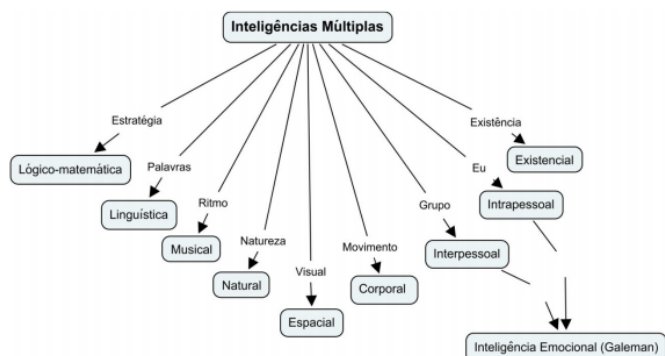 Inteligências Mùltiplas
Estratégia
Existência
Lógico-matemática
Palavras
Eu
Existencial
Linguística
Ritmo
Grupo
Intrapessoal
Musical
Natureza
Movimento
Interpessoal
Natural
Visual
Corporal
Espacial
Inteligência Emocional (Galeman)